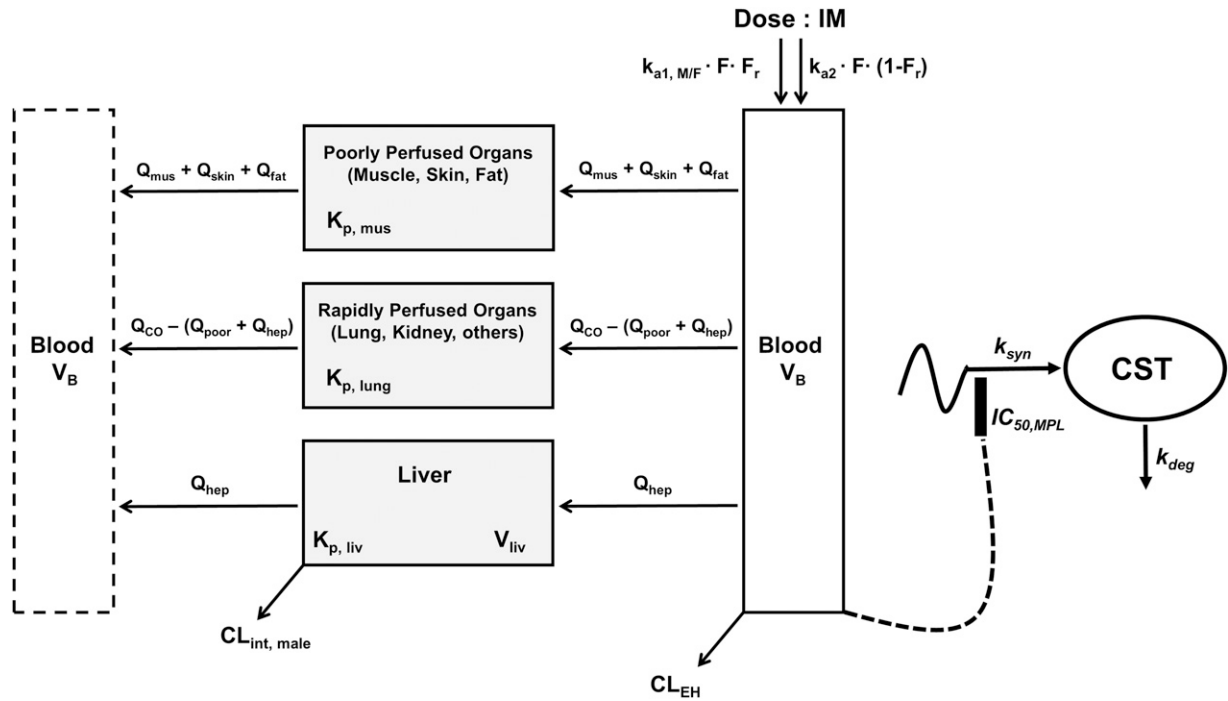 Dose : IM
k_a1, M/F · F· F_r
k_a2 · F· (1-F_r)
Poorly Perfused Organs
(Muscle, Skin, Fat)
K_p, mus
Q_mus + Q_skin + Q_fat
Q_mus + Q_skin + Q_fat
Rapidly Perfused Organs
(Lung, Kidney, others)
K_p, lung
Q_CO – (Q_poor + Q_hep)
Q_CO – (Q_poor + Q_hep)
Blood
V_B
Blood
V_B
k_syn
CST
IC_50,MPL
k_deg
Liver
Q_hep
Q_hep
K_p, liv
V_liv
CL_int, male
CL_EH